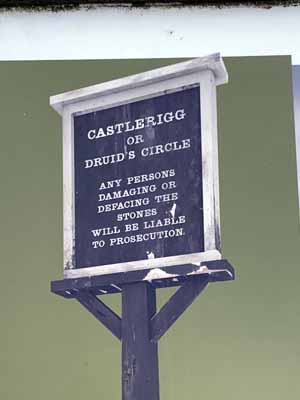 CASTLERIGG
OR
DRUID'S CIRCLE
ANY PERSONS
DAMAGING OR
DEFACING THE
STONES
WILL BE LIABLE
TO PROSECUTION.